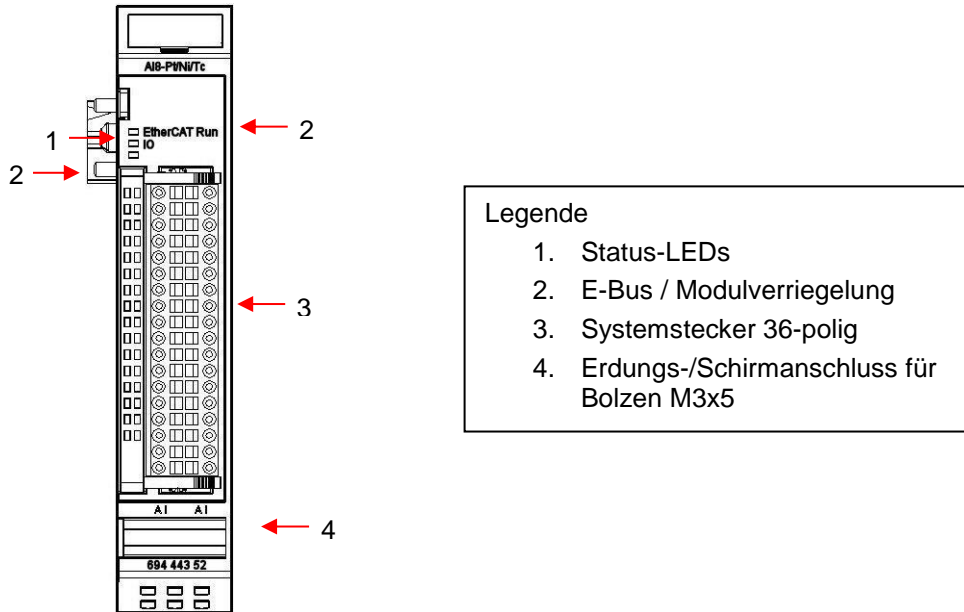 AI8-Pt/Ni/Tc
EtherCAT Run
IO
1
2
2
3
AI AI
4
694 443 52
Legende
1. Status-LEDs
2. E-Bus / Modulverriegelung
3. Systemstecker 36-polig
4. Erdungs-/Schirmanschluss für
Bolzen M3x5